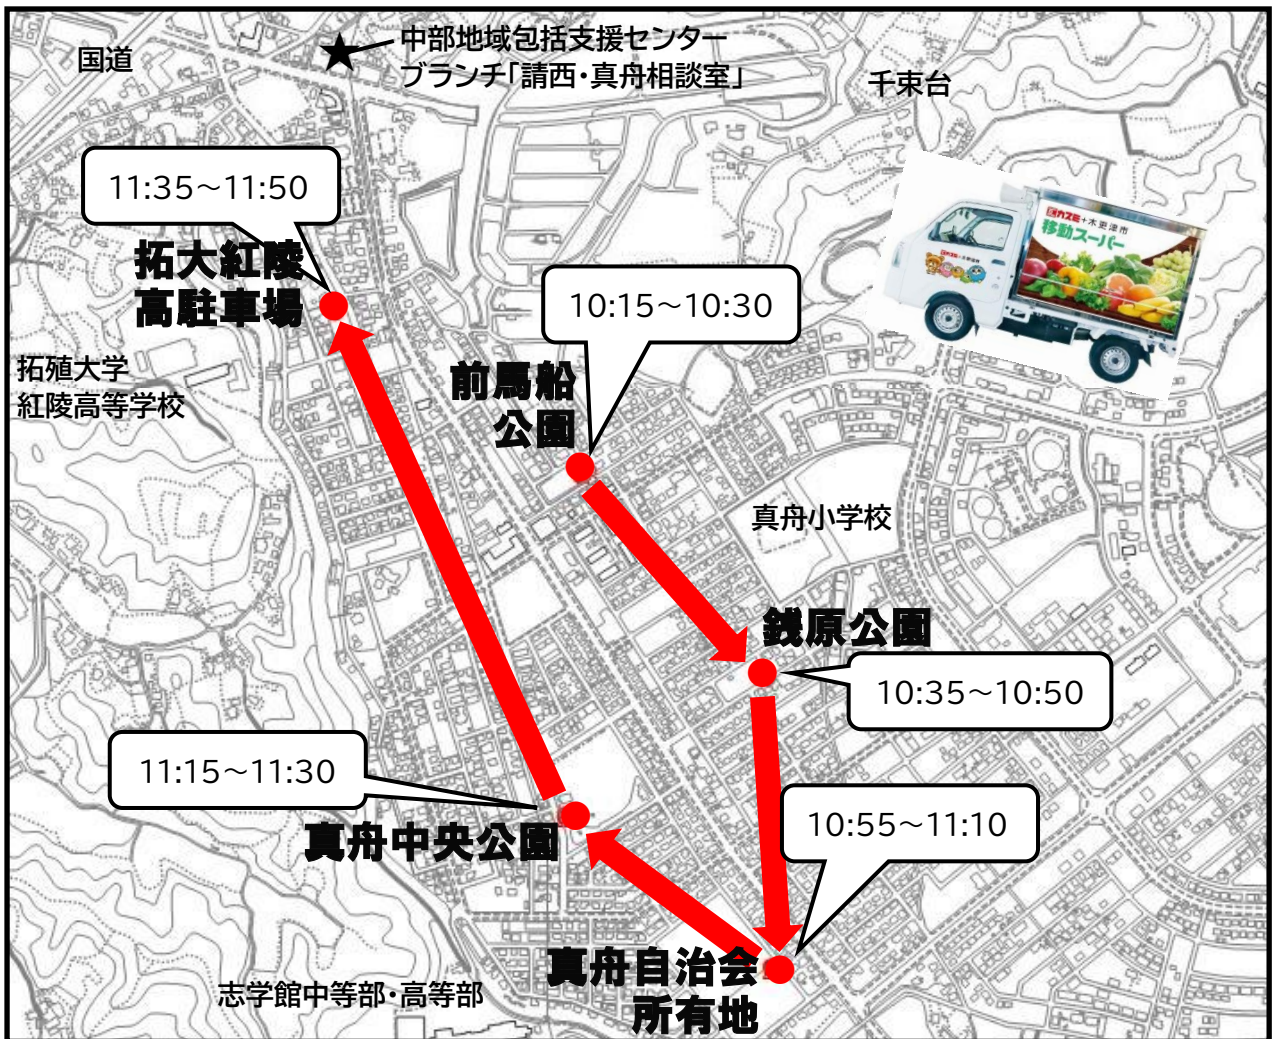 国道
中部地域包括支援センター
ブランチ「請西・真舟相談室」
千束台
11:35～11:50
拓大紅陵
高駐車場
カスミ+木更津市
移動スーパー
10:15～10:30
拓殖大学
紅陵高等学校
前馬船
公園
真舟小学校
銭原公園
10:35～10:50
11:15～11:30
真舟中央公園
10:55～11:10
真舟自治会
所有地
志学館中等部・高等部